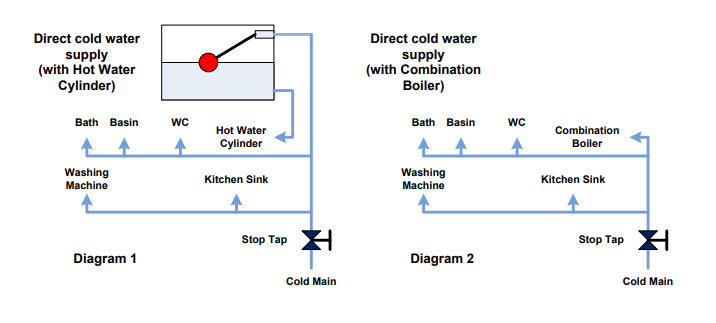 Direct cold water
supply
(with Hot Water
Cylinder)
Bath Basin WC
Hot Water
Cylinder
Washing
Machine
Kitchen Sink
Stop Tap
Diagram 1
Cold Main
Direct cold water
supply
(with Combination
Boiler)
Bath Basin WC
Combination
Boiler
Washing
Machine
Kitchen Sink
Stop Tap
Diagram 2
Cold Main